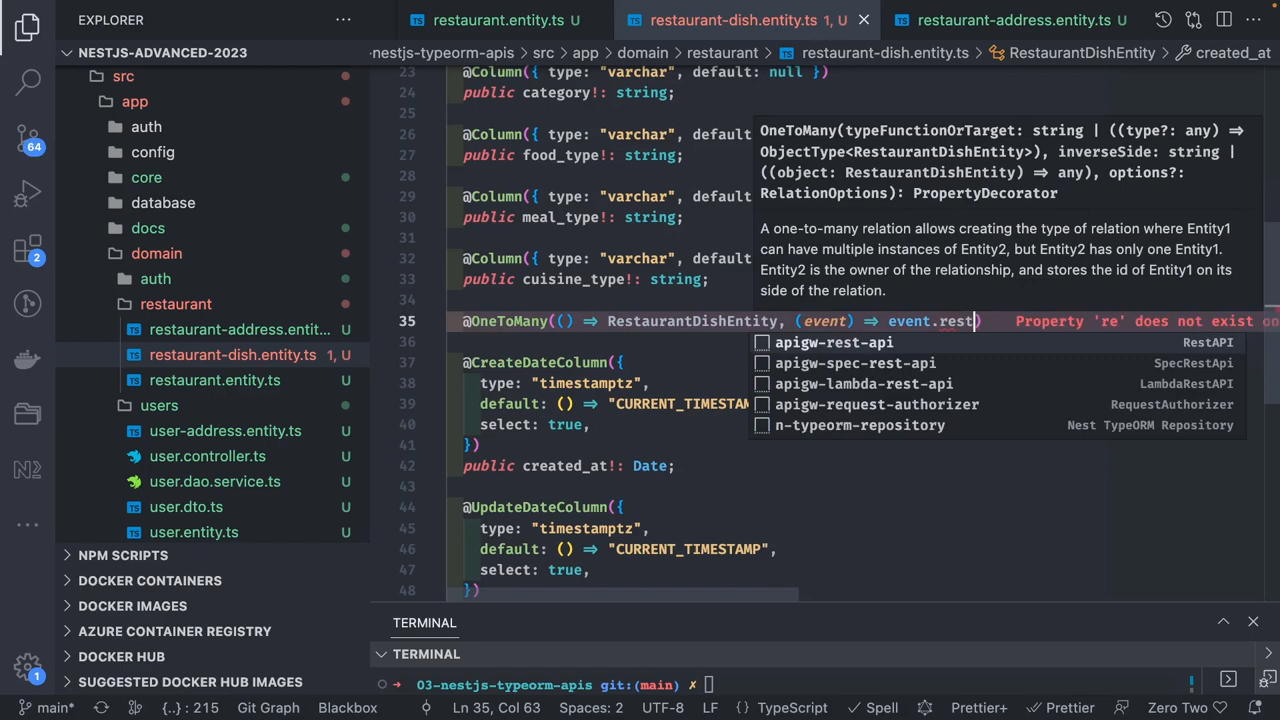 EXPLORER
restaurant.entity.ts U
restaurant-dish.entity.ts 1, U
restaurant-address.entity.ts U
NESTJS-ADVANCED-2023
-nestjs-typeorm-apis > src > app > domain > restaurant > restaurant-dish.entity.ts > RestaurantDishEntity > created_at
src
app
auth
config
core
database
docs
domain
auth
restaurant
restaurant-address.entit... U
restaurant-dish.entity.ts 1, U
restaurant.entity.ts U
users
user-address.entity.ts U
user.controller.ts U
user.dao.service.ts U
user.dto.ts U
user.entity.ts U
NPM SCRIPTS
DOCKER CONTAINERS
DOCKER IMAGES
AZURE CONTAINER REGISTRY
DOCKER HUB
SUGGESTED DOCKER HUB IMAGES
64
2
1
23 @Column({ type: "varchar", default: null })
24 public category!: string;
25
26 @Column({ type: "varchar", default
27 public food_type!: string;
28
29 @Column({ type: "varchar", default
30 public meal_type!: string;
31
32 @Column({ type: "varchar", default
33 public cuisine_type!: string;
34
35 @OneToMany(() => RestaurantDishEntity, (event) => event.rest) Property 're' does not exist on
36
37 @CreateDateColumn({
38 type: "timestamptz",
39 default: () => "CURRENT_TIMESTAM
40 select: true,
41 })
42 public created_at!: Date;
43
44 @UpdateDateColumn({
45 type: "timestamptz",
46 default: () => "CURRENT_TIMESTAMP",
47 select: true,
48 })
OneToMany(typeFunctionOrTarget: string | ((type?: any) =>
ObjectType<RestaurantDishEntity>), inverseSide: string |
((object: RestaurantDishEntity) => any), options?:
RelationOptions): PropertyDecorator
A one-to-many relation allows creating the type of relation where Entity1
can have multiple instances of Entity2, but Entity2 has only one Entity1.
Entity2 is the owner of the relationship, and stores the id of Entity1 on its
side of the relation.
apigw-rest-api RestAPI
apigw-spec-rest-api SpecRestAPI
apigw-lambda-rest-api LambdaRestAPI
apigw-request-authorizer RequestAuthorizer
n-typeorm-repository Nest TypeORM Repository
TERMINAL
TERMINAL
03-nestjs-typeorm-apis git:(main) ✗
main* {..} : 215 Git Graph Blackbox Ln 35, Col 63 Spaces: 2 UTF-8 LF {} TypeScript Spell Prettier+ Prettier Zero Two